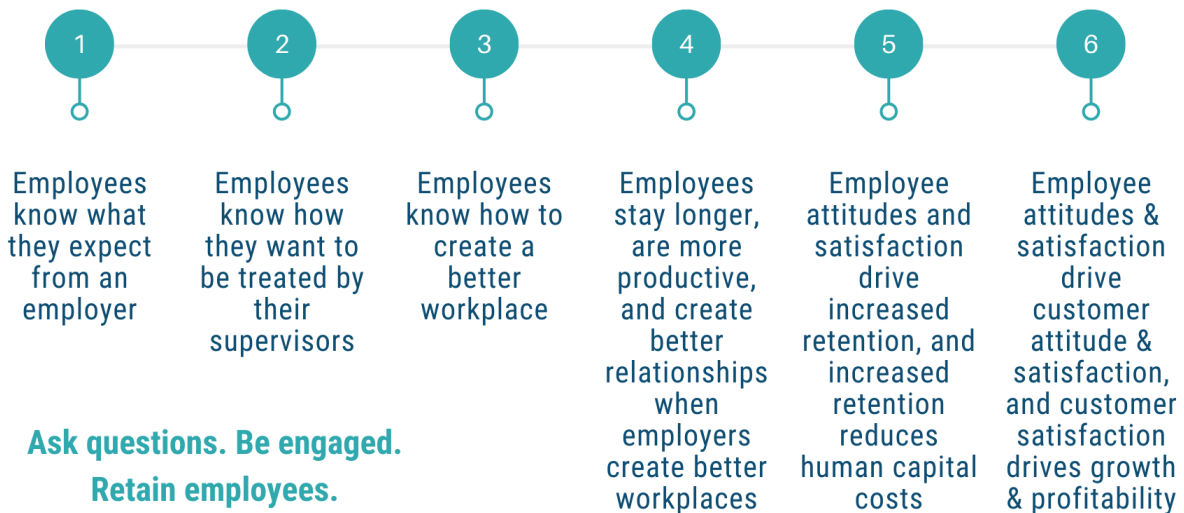 1
2
3
4
5
6
Employees
know what
they expect
from an
employer
Employees
know how
they want to
be treated by
their
supervisors
Employees
know how to
create a
better
workplace
Employees
stay longer,
are more
productive,
and create
better
relationships
when
employers
create better
workplaces
Employee
attitudes and
satisfaction
drive
increased
retention, and
increased
retention
reduces
human capital
costs
Employee
attitudes &
satisfaction
drive
customer
attitude &
satisfaction,
and customer
satisfaction
drives growth
& profitability
Ask questions. Be engaged.
Retain employees.